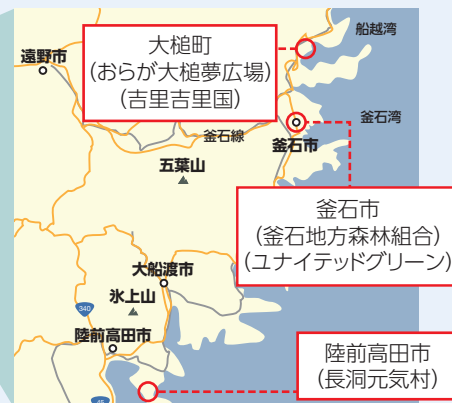 船越湾
大槌町
(おらが大槌夢広場)
(吉里吉里国)
遠野市
釜石湾
釜石線
釜石市
五葉山
釜石市
(釜石地方森林組合)
(ユナイテッドグリーン)
大船渡市
氷上山
340
陸前高田市
陸前高田市
(長洞元気村)
45